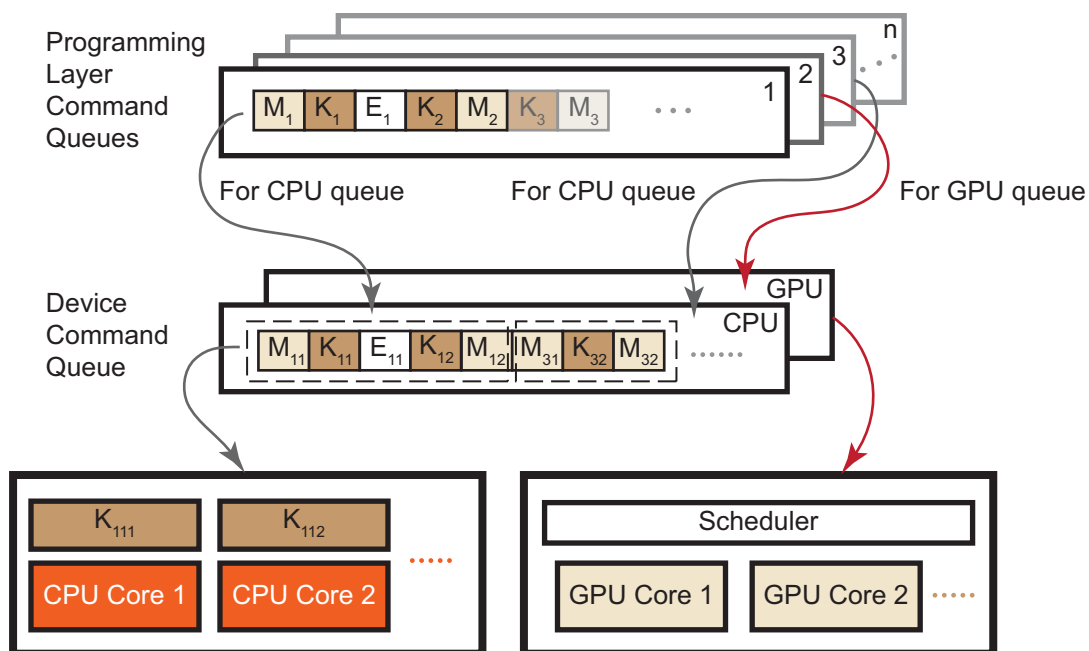 Programming
Layer
Command
Queues
n
3
2
1
M₁ K₁ E₁ K₂ M₂ K₃ M₃ ...
For CPU queue
For CPU queue
For GPU queue
Device
Command
Queue
GPU
CPU
M₁₁ K₁₁ E₁₁ K₁₂ M₁₂ M₃₁ K₃₂ M₃₂ ......
K₁₁₁ K₁₁₂ .....
CPU Core 1 CPU Core 2
Scheduler
GPU Core 1 GPU Core 2 .....